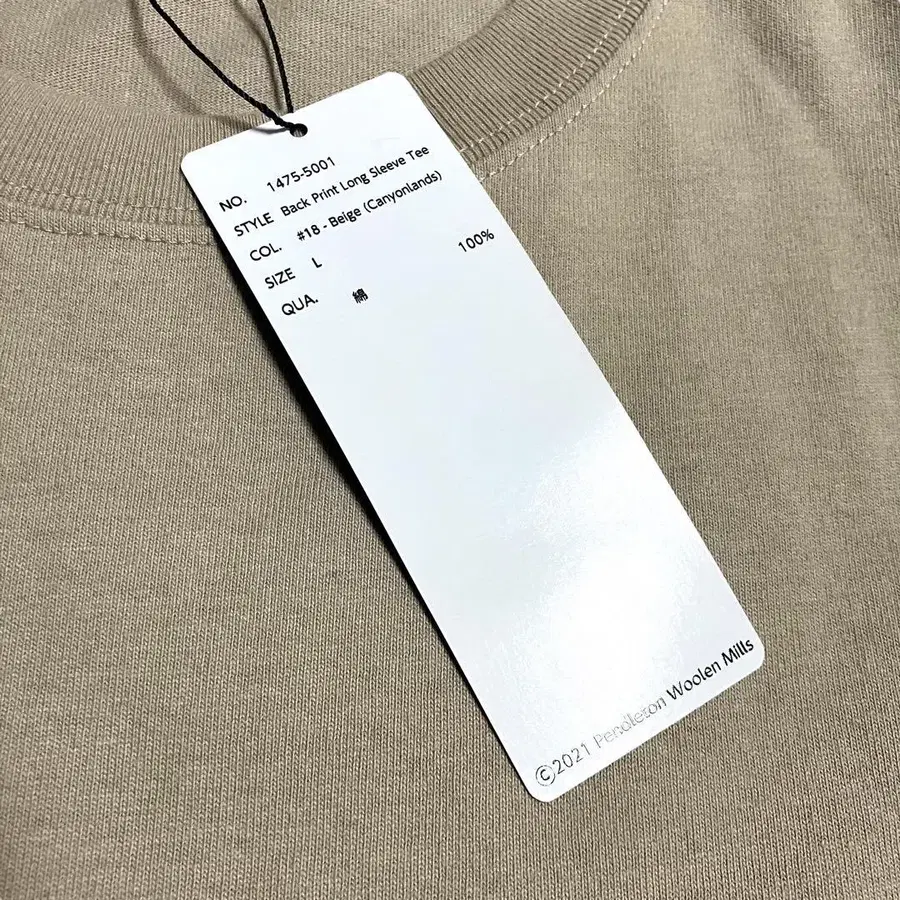 NO. 1475-5001
STYLE Back Print Long Sleeve Tee
COL. #18 - Beige (Canyonlands)
SIZE L
QUA. 綿 100%
©2021 Pendleton Woolen Mills